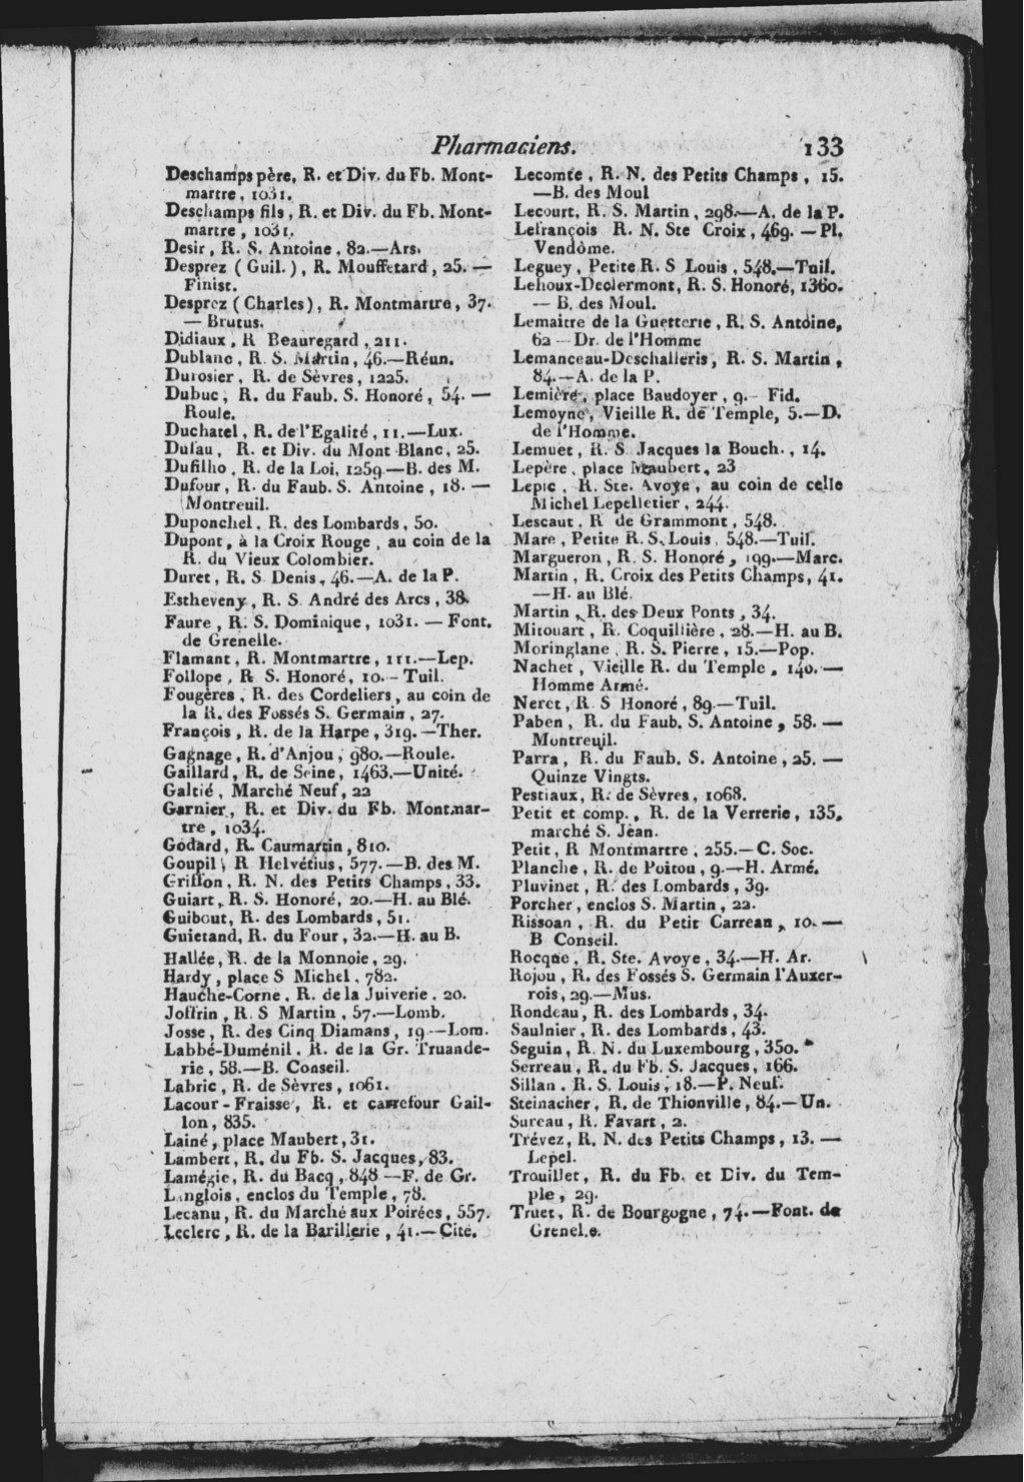 Pharmaciens. 133
Deschamps père, R. et Div. du Fb. Mont-
martre, 1031.
Deschamps fils, R. et Div. du Fb. Mont-
martre, 1031.
Desir, R. S. Antoine, 82.—Ars.
Desprez (Guil.), R. Mouffetard, 25. —
Finist.
Desprez (Charles), R. Montmartre, 37.
— Brutus.
Didiaux, R Beauregard, 211.
Dublanc, R. S. Martin, 46.—Réun.
Durosier, R. de Sèvres, 1225.
Dubuc, R. du Faub. S. Honoré, 54. —
Roule.
Duchatel, R. de l'Egalité, 11.—Lux.
Dulau, R. et Div. du Mont-Blanc, 25.
Dufilho, R. de la Loi, 1259.—B. des M.
Dufour, R. du Faub. S. Antoine, 18. —
Montreuil.
Duponchel, R. des Lombards, 50.
Dupont, à la Croix Rouge, au coin de la
R. du Vieux Colombier.
Duret, R. S. Denis, 46.—A. de la P.
Estheveny, R. S. André des Arcs, 38.
Faure, R. S. Dominique, 1031. — Font.
de Grenelle.
Flamant, R. Montmartre, 111.—Lep.
Follope, R. S. Honoré, 10.—Tuil.
Fougères, R. des Cordeliers, au coin de
la R. des Fossés S. Germain, 27.
François, R. de la Harpe, 319.—Ther.
Gagnage, R. d'Anjou, 980.—Roule.
Gaillard, R. de Seine, 1463.—Unité.
Galtié, Marché Neuf, 22
Garnier, R. et Div. du Fb. Montmar-
tre, 1034.
Godard, R. Caumartin, 810.
Goupil, R Helvétius, 577.—B. des M.
Griffon, R. N. des Petits Champs, 33.
Guiart, R. S. Honoré, 20.—H. au Blé.
Guibout, R. des Lombards, 51.
Guietand, R. du Four, 32.—H. au B.
Hallée, R. de la Monnoie, 29.
Hardy, place S Michel, 782.
Hauche-Corne, R. de la Juiverie, 20.
Joffrin, R. S Martin, 57.—Lomb.
Josse, R. des Cinq Diamans, 19.—Lom.
Labbé-Duménil, R. de la Gr. Truande-
rie, 58.—B. Conseil.
Labric, R. de Sèvres, 1061.
Lacour-Fraisse, R. et carrefour Gail-
lon, 835.
Lainé, place Maubert, 31.
Lambert, R. du Fb. S. Jacques, 83.
Lamégie, R. du Bacq, 848—F. de Gr.
Langlois, enclos du Temple, 78.
Lecanu, R. du Marché aux Poirées, 557.
Leclerc, R. de la Barillerie, 41.—Cité.
Lecomte, R. N. des Petits Champs, 15.
—B. des Moul
Lecourt, R. S. Martin, 298.—A. de la P.
Lefrançois R. N. Ste Croix, 469. —Pl.
Vendôme.
Leguey, Petite R. S Louis, 548.—Tuil.
Lehoux-Declermont, R. S. Honoré, 1360.
— B. des Moul.
Lemaitre de la Guetterie, R. S. Antoine,
62—Dr. de l'Homme
Lemanceau-Deschalleris, R. S. Martin,
84.—A. de la P.
Lemière, place Baudoyer, 9.—Fid.
Lemoyne, Vieille R. de Temple, 5.—D.
de l'Homme.
Lemuet, R. S. Jacques la Bouch., 14.
Lepère, place Maubert, 23
Lepic, R. Ste. Avoye, au coin de celle
Michel Lepelletier, 244.
Lescaut, R de Grammont, 548.
Mare, Petite R. S. Louis, 548.—Tuil.
Margueron, R. S. Honoré, 199.—Marc.
Martin, R. Croix des Petits Champs, 41.
—H. au Blé.
Martin, R. des Deux Ponts, 34.
Mitouart, R. Coquillière, 28.—H. au B.
Moringlane, R. S. Pierre, 15.—Pop.
Nachet, Vieille R. du Temple, 140.—
Homme Armé.
Neret, R. S Honoré, 89.—Tuil.
Paben, R. du Faub. S. Antoine, 58. —
Montreuil.
Parra, R. du Faub. S. Antoine, 25. —
Quinze Vingts.
Pestiaux, R. de Sèvres, 1068.
Petit et comp., R. de la Verrerie, 135,
marché S. Jean.
Petit, R Montmartre, 255.—C. Soc.
Planche, R. de Poitou, 9.—H. Armé.
Pluvinet, R. des Lombards, 39.
Porcher, enclos S. Martin, 22.
Rissoan, R. du Petit Carreau, 10.—
B Conseil.
Rocque, R. Ste. Avoye, 34.—H. Ar.
Rojou, R. des Fossés S. Germain l'Auxer-
rois, 29.—Mus.
Rondeau, R. des Lombards, 34.
Saulnier, R. des Lombards, 43.
Seguin, R. N. du Luxembourg, 350.
Serreau, R. du Fb. S. Jacques, 166.
Sillan, R. S. Louis, 18.—P. Neuf.
Steinacher, R. de Thionville, 84.—Un.
Sureau, R. Favart, 2.
Trévez, R. N. des Petits Champs, 13. —
Lepel.
Trouillet, R. du Fb. et Div. du Tem-
ple, 29.
Truet, R. de Bourgogne, 74.—Font. de
Grenelle.